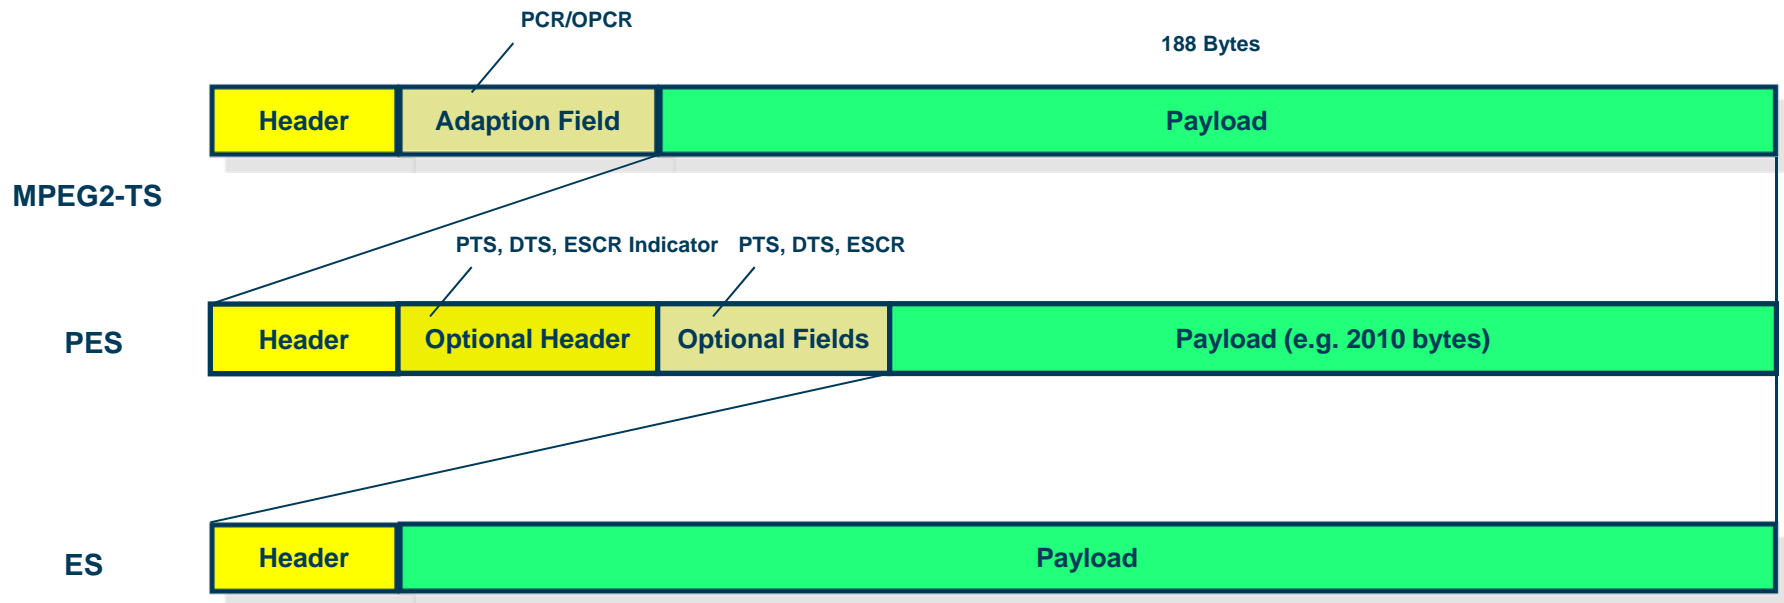 PCR/OPCR
188 Bytes
Header
Adaption Field
Payload
MPEG2-TS
PTS, DTS, ESCR Indicator
PTS, DTS, ESCR
PES
Header
Optional Header
Optional Fields
Payload (e.g. 2010 bytes)
ES
Header
Payload